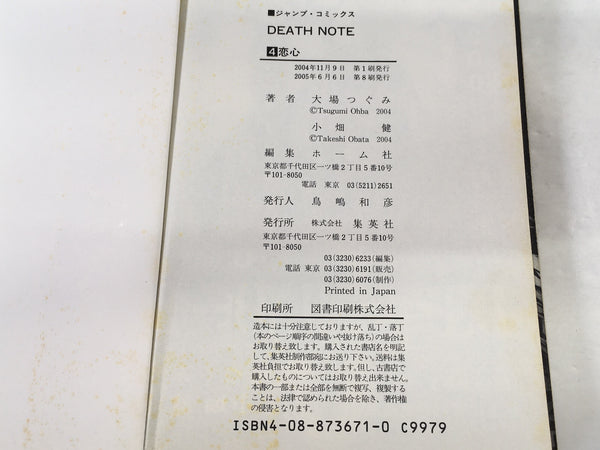 ■ジャンプ・コミックス
DEATH NOTE
4恋心
2004年11月9日 第1刷発行
2005年6月6日 第8刷発行
著者 大場つぐみ
©Tsugumi Ohba 2004
小畑健
©Takeshi Obata 2004
編集 ホーム社
東京都千代田区一ツ橋2丁目5番10号
〒101-8050
電話 東京 03(5211)2651
発行人 鳥嶋和彦
発行所 株式会社 集英社
東京都千代田区一ツ橋2丁目5番10号
〒101-8050
03(3230)6233(編集)
電話 東京 03(3230)6191(販売)
03(3230)6076(制作)
Printed in Japan
印刷所 図書印刷株式会社
造本には十分注意しておりますが、乱丁・落丁
(本のページ順序の間違いや抜け落ち)の場合は
お取り替え致します。購入された書店名を明記
して、集英社制作部宛にお送り下さい。送料は集
英社負担でお取り替え致します。但し、古書店で
購入したものについてはお取り替え出来ません。
本書の一部または全部を無断で複写、複製する
ことは、法律で認められた場合を除き、著作権
の侵害となります。
ISBN4-08-873671-0 C9979